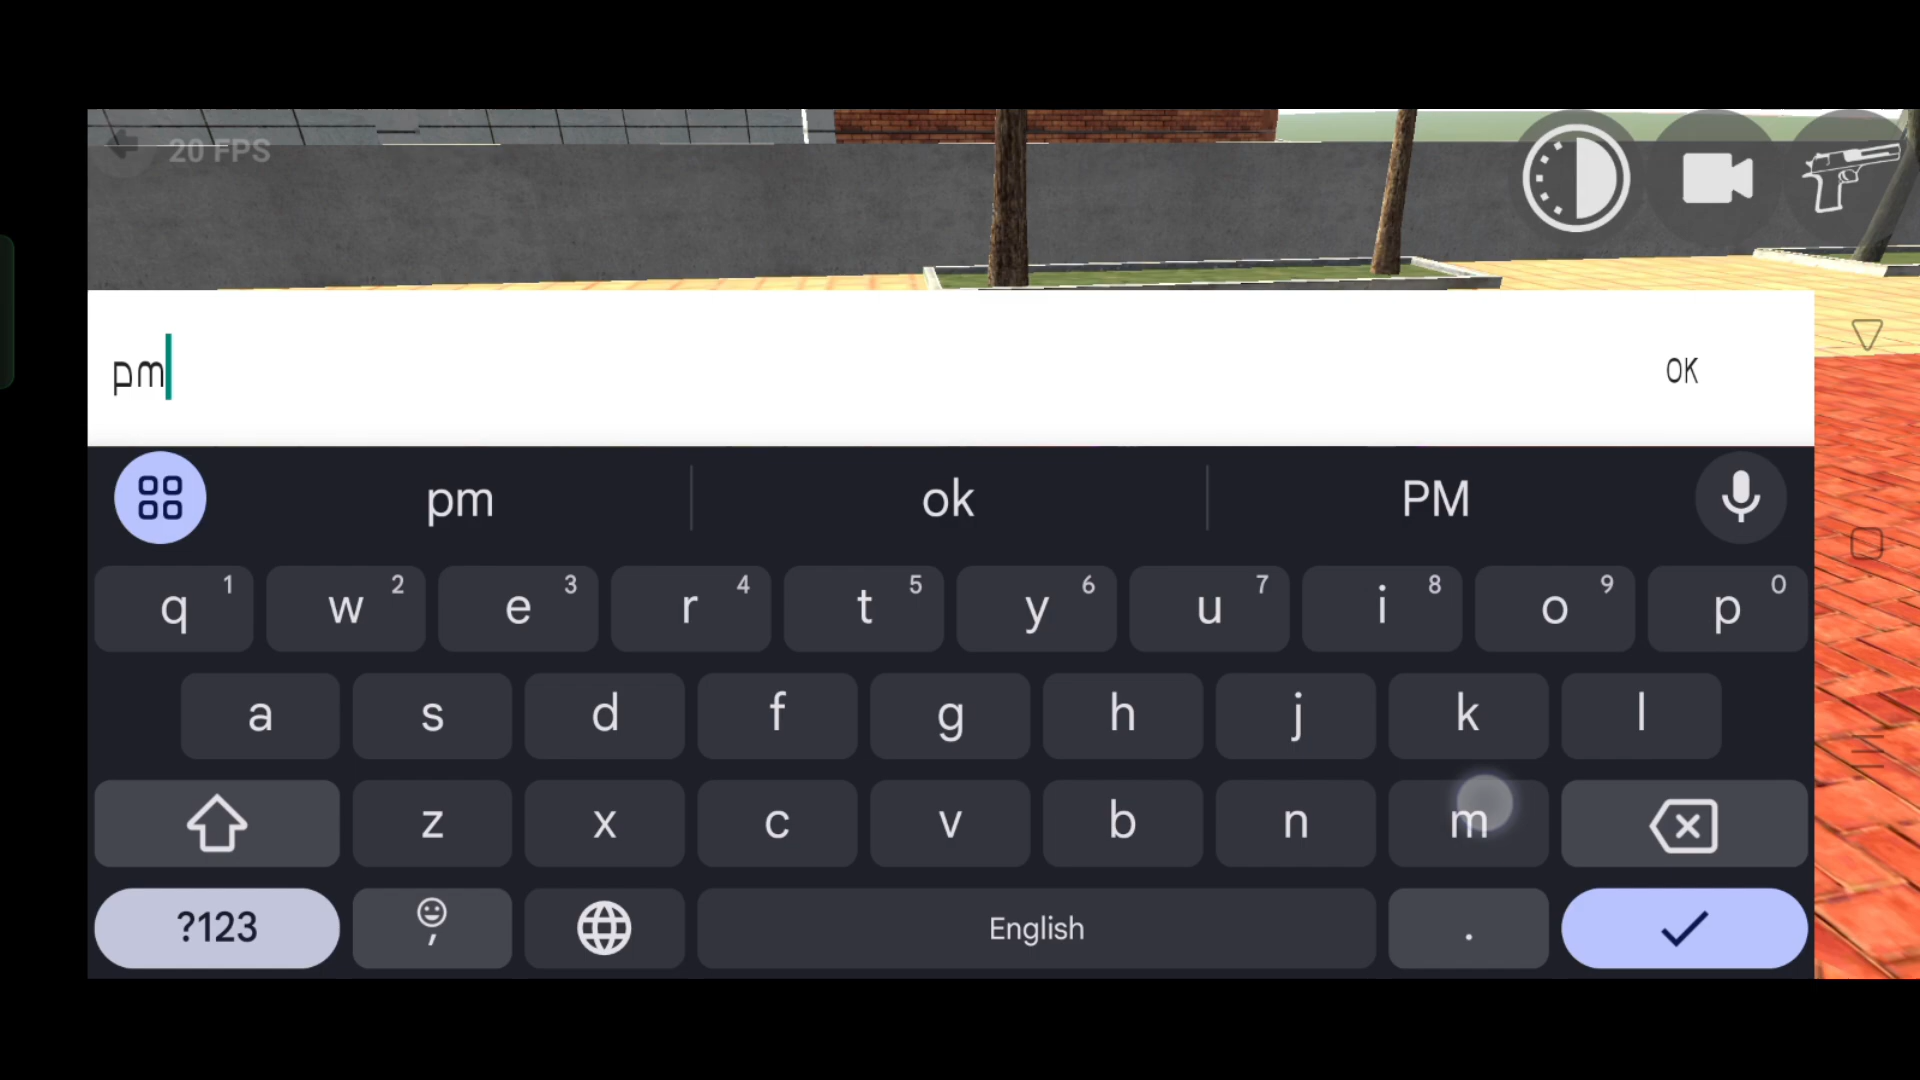 20 FPS
pm
OK
pm ok PM
q 1 w 2 e 3 r 4 t 5 y 6 u 7 i 8 o 9 p 0
a s d f g h j k l
z x c v b n m
?123 , English .